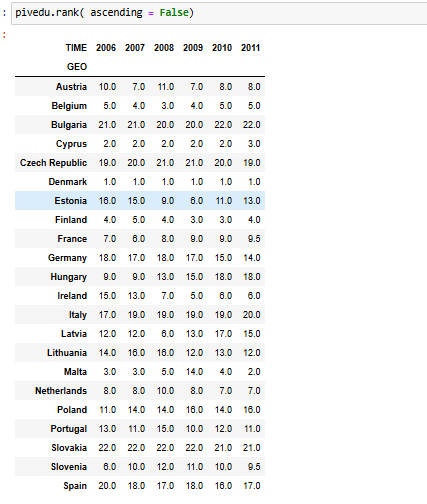 : pivedu.rank( ascending = False)
:
TIME 2006 2007 2008 2009 2010 2011
GEO
Austria 10.0 7.0 11.0 7.0 8.0 8.0
Belgium 5.0 4.0 3.0 4.0 5.0 5.0
Bulgaria 21.0 21.0 20.0 20.0 22.0 22.0
Cyprus 2.0 2.0 2.0 2.0 2.0 3.0
Czech Republic 19.0 20.0 21.0 21.0 20.0 19.0
Denmark 1.0 1.0 1.0 1.0 1.0 1.0
Estonia 16.0 15.0 9.0 6.0 11.0 13.0
Finland 4.0 5.0 4.0 3.0 3.0 4.0
France 7.0 6.0 8.0 9.0 9.0 9.5
Germany 18.0 17.0 18.0 17.0 15.0 14.0
Hungary 9.0 9.0 13.0 15.0 18.0 18.0
Ireland 15.0 13.0 7.0 5.0 6.0 6.0
Italy 17.0 19.0 19.0 19.0 19.0 20.0
Latvia 12.0 12.0 6.0 13.0 17.0 15.0
Lithuania 14.0 16.0 16.0 12.0 13.0 12.0
Malta 3.0 3.0 5.0 14.0 4.0 2.0
Netherlands 8.0 8.0 10.0 8.0 7.0 7.0
Poland 11.0 14.0 14.0 16.0 14.0 16.0
Portugal 13.0 11.0 15.0 10.0 12.0 11.0
Slovakia 22.0 22.0 22.0 22.0 21.0 21.0
Slovenia 6.0 10.0 12.0 11.0 10.0 9.5
Spain 20.0 18.0 17.0 18.0 16.0 17.0